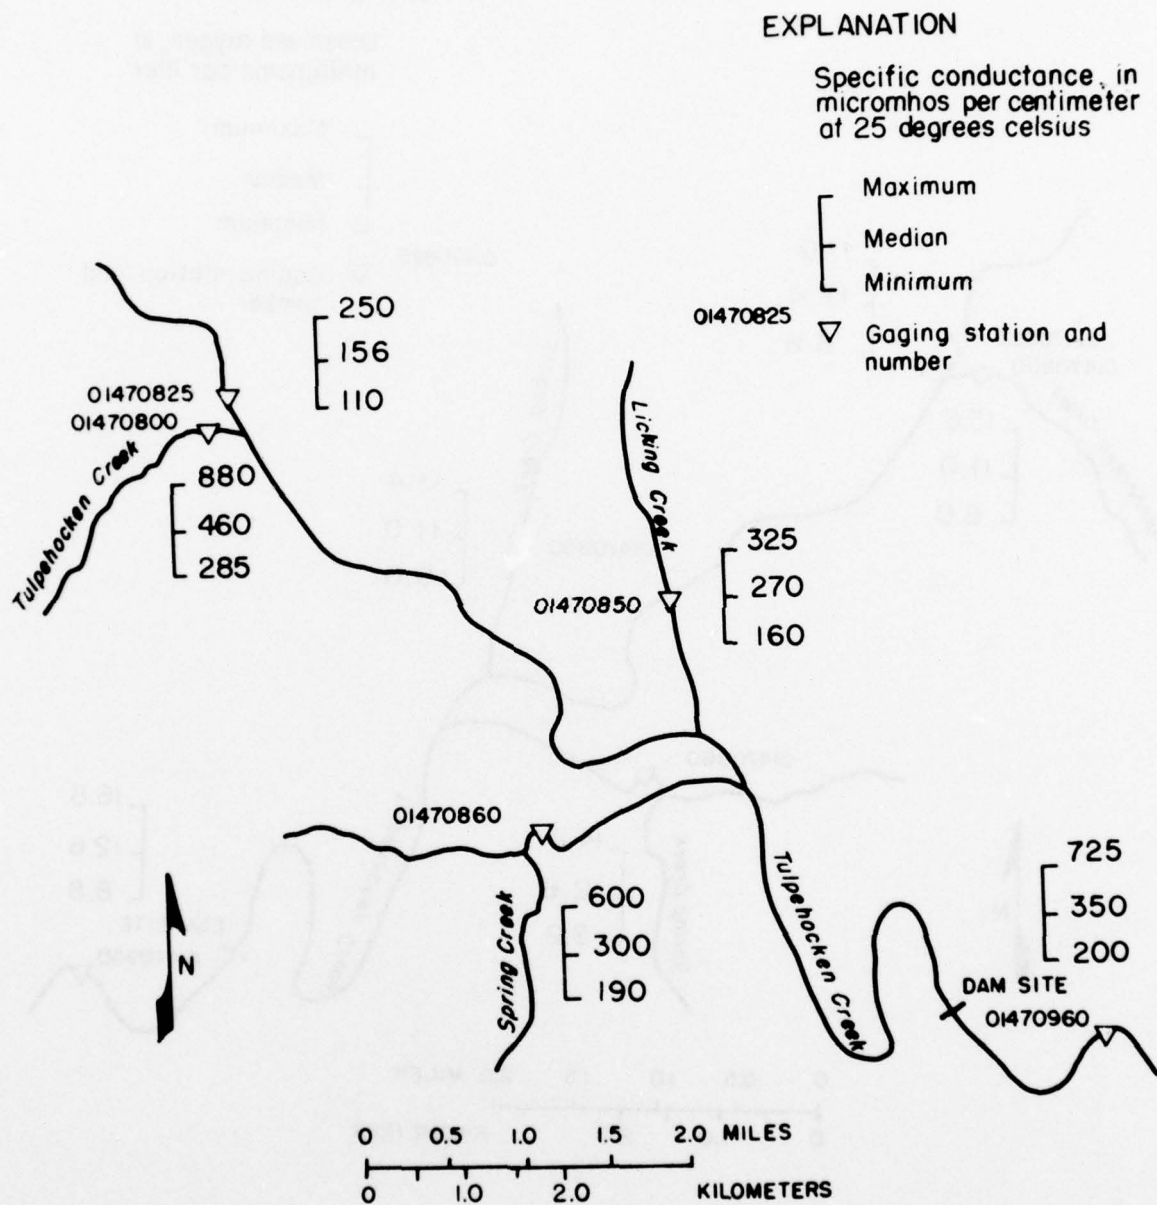 EXPLANATION
Specific conductance, in
micromhos per centimeter
at 25 degrees celsius
Maximum
Median
Minimum
01470825
Gaging station and
number
250
156
110
01470825
01470800
Tulpehocken Creek
880
460
285
Licking Creek
325
270
160
01470850
01470860
Spring Creek
600
300
190
Tulpehocken Creek
725
350
200
DAM SITE
01470960
N
0 0.5 1.0 1.5 2.0 MILES
0 1.0 2.0 KILOMETERS